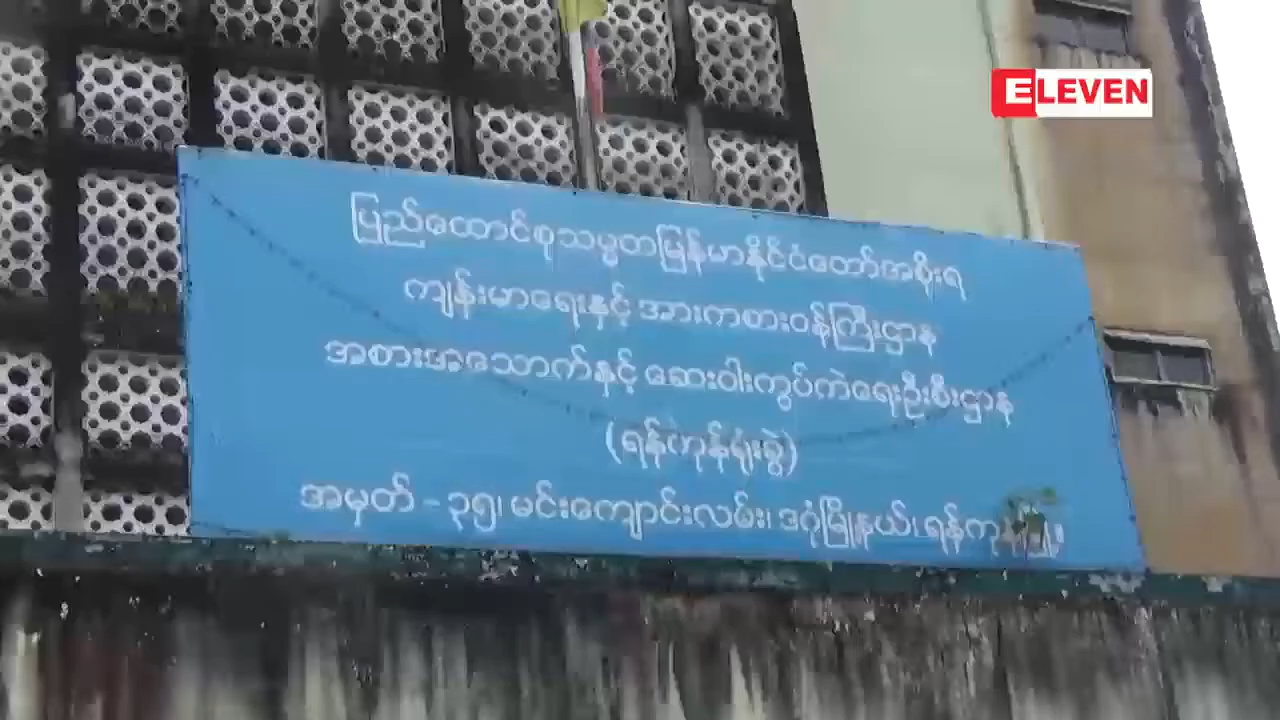 ELEVEN
ပြည်ထောင်စုသမ္မတမြန်မာနိုင်ငံတော်အစိုးရ
ကျန်းမာရေးနှင့် အားကစားဝန်ကြီးဌာန
အစားအသောက်နှင့် ဆေးဝါးကွပ်ကဲရေးဦးစီးဌာန
(ရန်ကုန်ရုံးခွဲ)
အမှတ် - ၃၅၊ မင်းကျောင်းလမ်း၊ ဒဂုံမြို့နယ်၊ ရန်ကုန်မြို့။